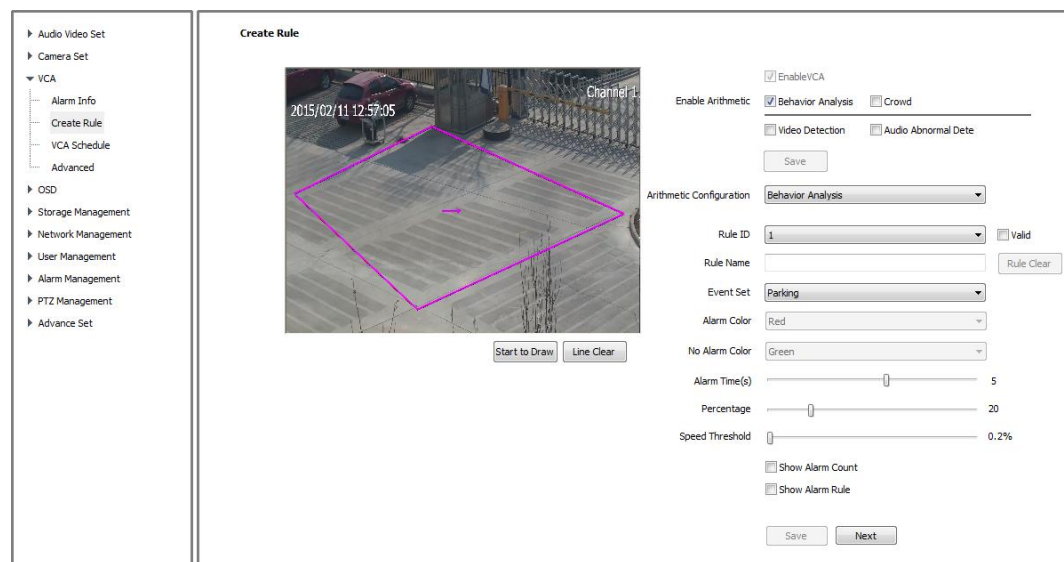 Audio Video Set
Camera Set
VCA
Alarm Info
Create Rule
VCA Schedule
Advanced
OSD
Storage Management
Network Management
User Management
Alarm Management
PTZ Management
Advance Set
Create Rule
Channel 1
2015/02/11 12:57:05
Start to Draw Line Clear
EnableVCA
Enable Arithmetic Behavior Analysis Crowd
Video Detection Audio Abnormal Dete
Save
Arithmetic Configuration Behavior Analysis
Rule ID 1 Valid
Rule Name Rule Clear
Event Set Parking
Alarm Color Red
No Alarm Color Green
Alarm Time(s) 5
Percentage 20
Speed Threshold 0.2%
Show Alarm Count
Show Alarm Rule
Save Next